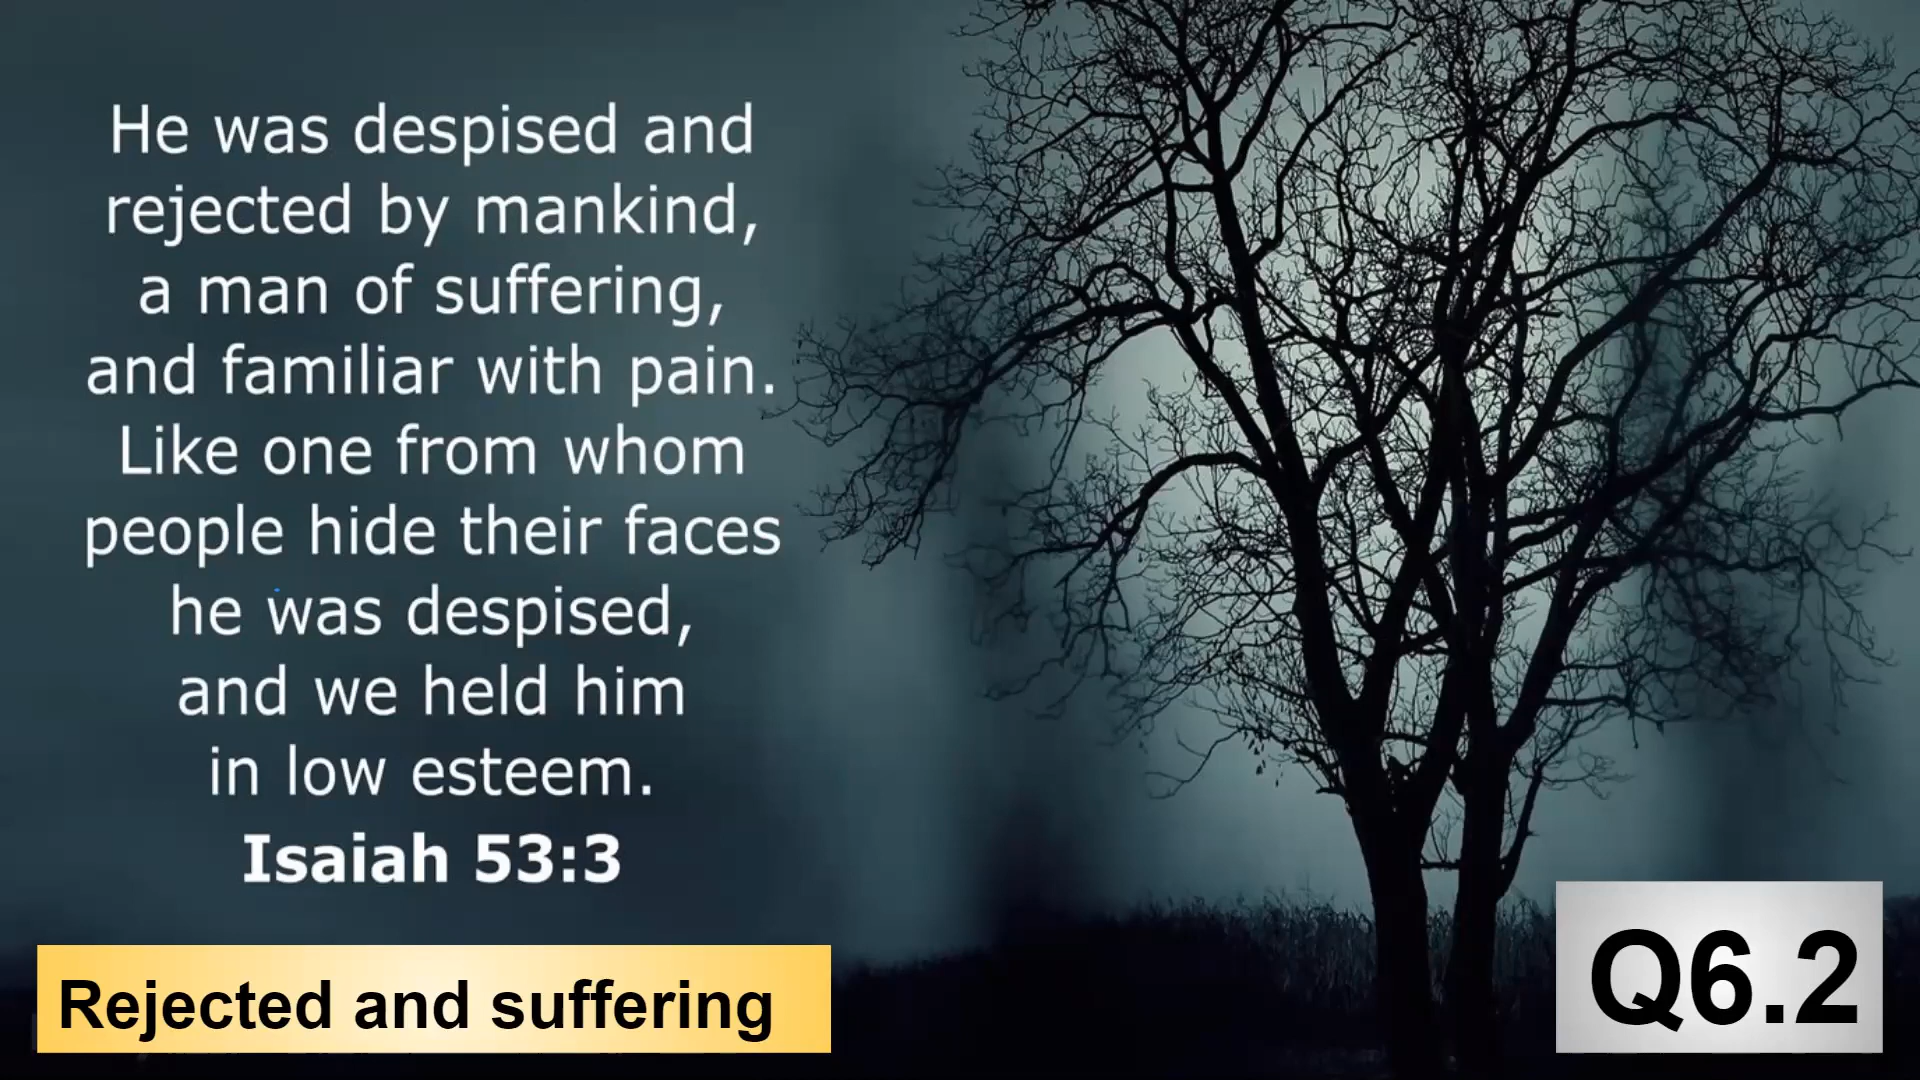 He was despised and
rejected by mankind,
a man of suffering,
and familiar with pain.
Like one from whom
people hide their faces
he was despised,
and we held him
in low esteem.
Isaiah 53:3
Rejected and suffering
Q6.2